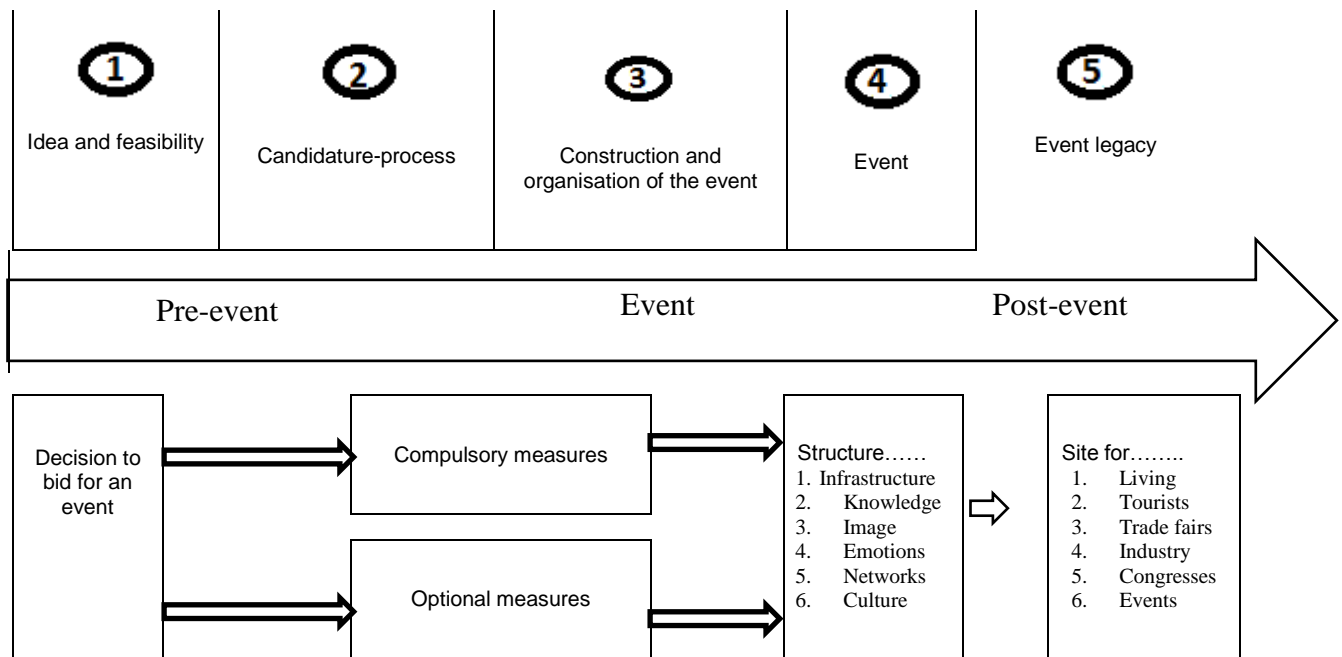 1
Idea and feasibility
2
Candidature-process
3
Construction and
organisation of the event
4
Event
5
Event legacy
Pre-event
Event
Post-event
Decision to
bid for an
event
Compulsory measures
Optional measures
Structure……
1. Infrastructure
2. Knowledge
3. Image
4. Emotions
5. Networks
6. Culture
Site for……..
1. Living
2. Tourists
3. Trade fairs
4. Industry
5. Congresses
6. Events